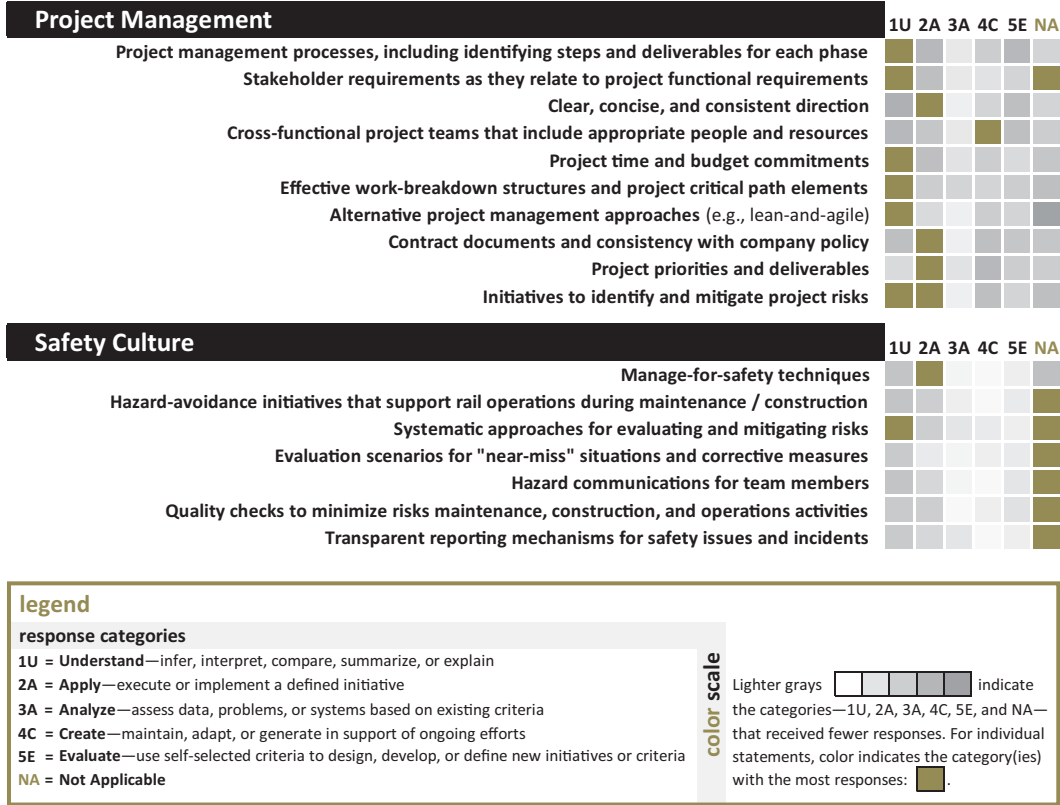 Project Management
1U 2A 3A 4C 5E NA
Project management processes, including identifying steps and deliverables for each phase
Stakeholder requirements as they relate to project functional requirements
Clear, concise, and consistent direction
Cross-functional project teams that include appropriate people and resources
Project time and budget commitments
Effective work-breakdown structures and project critical path elements
Alternative project management approaches (e.g., lean-and-agile)
Contract documents and consistency with company policy
Project priorities and deliverables
Initiatives to identify and mitigate project risks
Safety Culture
1U 2A 3A 4C 5E NA
Manage-for-safety techniques
Hazard-avoidance initiatives that support rail operations during maintenance / construction
Systematic approaches for evaluating and mitigating risks
Evaluation scenarios for "near-miss" situations and corrective measures
Hazard communications for team members
Quality checks to minimize risks maintenance, construction, and operations activities
Transparent reporting mechanisms for safety issues and incidents
legend
response categories
1U = Understand—infer, interpret, compare, summarize, or explain
2A = Apply—execute or implement a defined initiative
3A = Analyze—assess data, problems, or systems based on existing criteria
4C = Create—maintain, adapt, or generate in support of ongoing efforts
5E = Evaluate—use self-selected criteria to design, develop, or define new initiatives or criteria
NA = Not Applicable
color scale
Lighter grays indicate
the categories—1U, 2A, 3A, 4C, 5E, and NA—
that received fewer responses. For individual
statements, color indicates the category(ies)
with the most responses: .